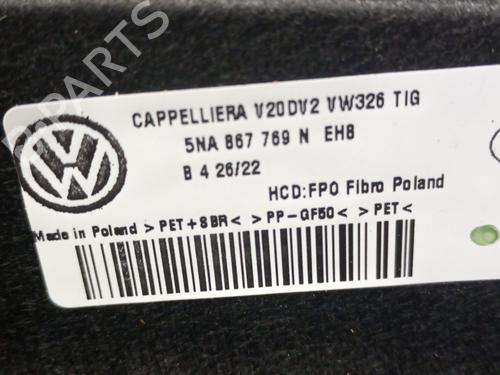 CAPPELLIERA V20DV2 VW326 TIG
5NA 867 769 N EH8
B 4 26/22
HCD:FPO Fibro Poland
Made in Poland >PET+SBR< >PP-GF50< >PET<
B-PARTS